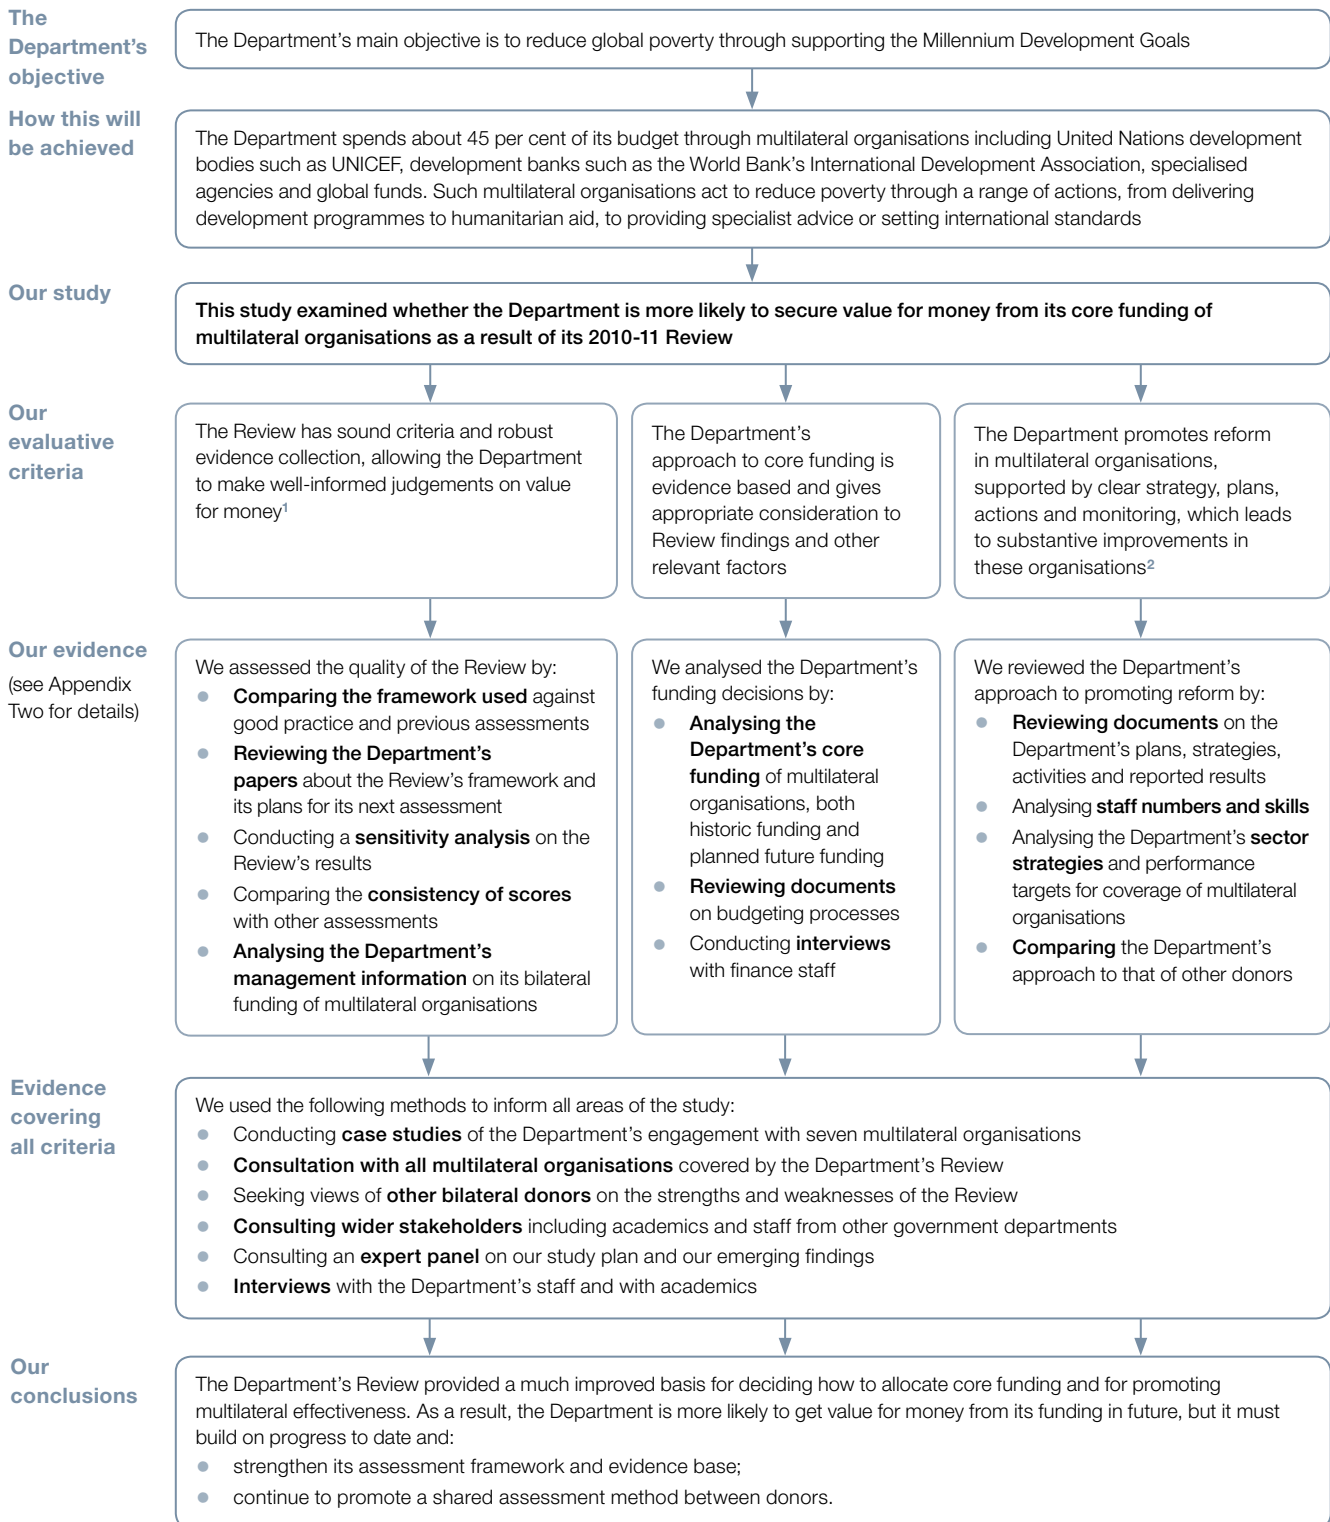 The
Department’s
objective
The Department’s main objective is to reduce global poverty through supporting the Millennium Development Goals
How this will
be achieved
The Department spends about 45 per cent of its budget through multilateral organisations including United Nations development
bodies such as UNICEF, development banks such as the World Bank’s International Development Association, specialised
agencies and global funds. Such multilateral organisations act to reduce poverty through a range of actions, from delivering
development programmes to humanitarian aid, to providing specialist advice or setting international standards
Our study
This study examined whether the Department is more likely to secure value for money from its core funding of
multilateral organisations as a result of its 2010-11 Review
Our
evaluative
criteria
The Review has sound criteria and robust
evidence collection, allowing the Department
to make well-informed judgements on value
for money¹
The Department’s
approach to core funding is
evidence based and gives
appropriate consideration to
Review findings and other
relevant factors
The Department promotes reform
in multilateral organisations,
supported by clear strategy, plans,
actions and monitoring, which leads
to substantive improvements in
these organisations²
Our evidence
(see Appendix
Two for details)
We assessed the quality of the Review by:
● Comparing the framework used against
good practice and previous assessments
● Reviewing the Department’s
papers about the Review’s framework and
its plans for its next assessment
● Conducting a sensitivity analysis on the
Review’s results
● Comparing the consistency of scores
with other assessments
● Analysing the Department’s
management information on its bilateral
funding of multilateral organisations
We analysed the Department’s
funding decisions by:
● Analysing the
Department’s core
funding of multilateral
organisations, both
historic funding and
planned future funding
● Reviewing documents
on budgeting processes
● Conducting interviews
with finance staff
We reviewed the Department’s
approach to promoting reform by:
● Reviewing documents on the
Department’s plans, strategies,
activities and reported results
● Analysing staff numbers and skills
● Analysing the Department’s sector
strategies and performance
targets for coverage of multilateral
organisations
● Comparing the Department’s
approach to that of other donors
Evidence
covering
all criteria
We used the following methods to inform all areas of the study:
● Conducting case studies of the Department’s engagement with seven multilateral organisations
● Consultation with all multilateral organisations covered by the Department’s Review
● Seeking views of other bilateral donors on the strengths and weaknesses of the Review
● Consulting wider stakeholders including academics and staff from other government departments
● Consulting an expert panel on our study plan and our emerging findings
● Interviews with the Department’s staff and with academics
Our
conclusions
The Department’s Review provided a much improved basis for deciding how to allocate core funding and for promoting
multilateral effectiveness. As a result, the Department is more likely to get value for money from its funding in future, but it must
build on progress to date and:
● strengthen its assessment framework and evidence base;
● continue to promote a shared assessment method between donors.